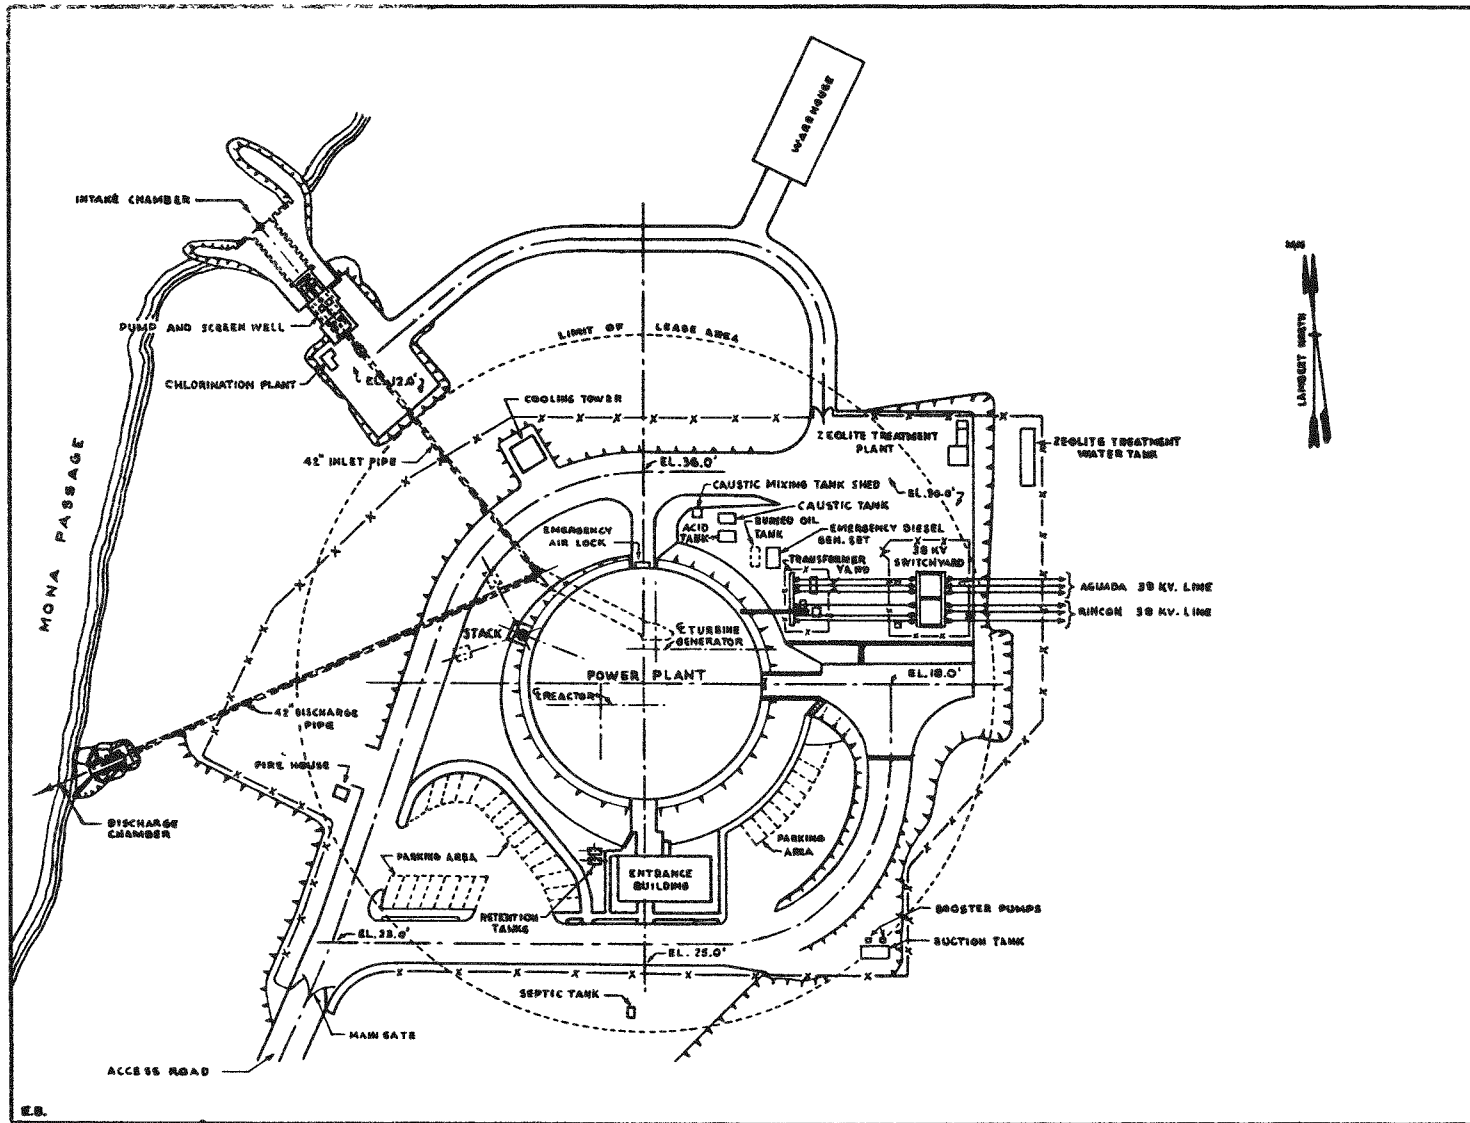 WAREHOUSE
INTAKE CHAMBER
MN
LAMBERT NORTH
PUMP AND SCREEN WELL
LIMIT OF LEASE AREA
CHLORINATION PLANT
EL. 12.0'
COOLING TOWER
ZEOLITE TREATMENT
PLANT
ZEOLITE TREATMENT
WATER TANK
MONA PASSAGE
42" INLET PIPE
EL. 36.0'
CAUSTIC MIXING TANK SHED
CAUSTIC TANK
ACID
TANK
BURIED OIL
TANK
EMERGENCY DIESEL
GEN. SET
EMERGENCY
AIR LOCK
TRANSFORMER
YARD
38 KV
SWITCHYARD
AGUADA 38 KV. LINE
RINCON 38 KV. LINE
STACK
℄ TURBINE
GENERATOR
POWER PLANT
EL. 18.0'
℄ REACTOR
42" DISCHARGE
PIPE
FIRE HOUSE
DISCHARGE
CHAMBER
PARKING AREA
PARKING
AREA
ENTRANCE
BUILDING
RETENTION
TANKS
BOOSTER PUMPS
SUCTION TANK
EL. 23.0'
EL. 25.0'
SEPTIC TANK
MAIN GATE
ACCESS ROAD